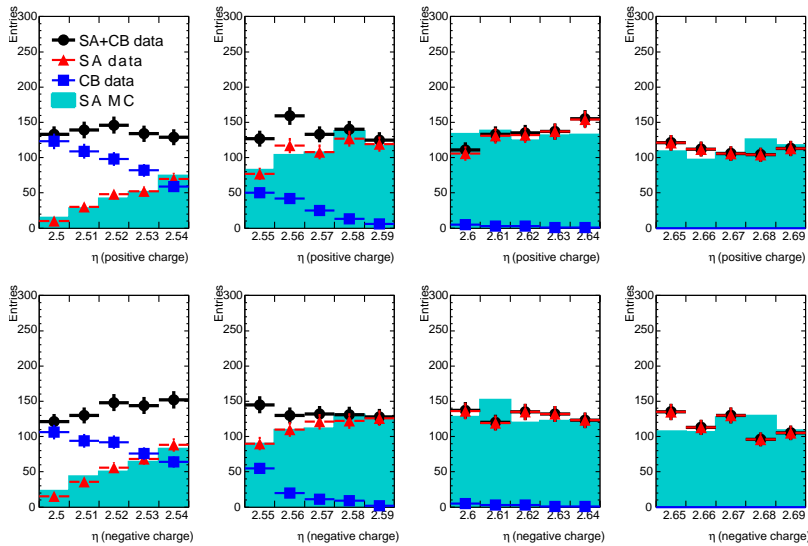 Entries
300
250
200
150
100
50
0
SA+CB data
SA data
CB data
SA MC
2.5 2.51 2.52 2.53 2.54
η (positive charge)
Entries
300
250
200
150
100
50
0
2.55 2.56 2.57 2.58 2.59
η (positive charge)
Entries
300
250
200
150
100
50
0
2.6 2.61 2.62 2.63 2.64
η (positive charge)
Entries
300
250
200
150
100
50
0
2.65 2.66 2.67 2.68 2.69
η (positive charge)
Entries
300
250
200
150
100
50
0
2.5 2.51 2.52 2.53 2.54
η (negative charge)
Entries
300
250
200
150
100
50
0
2.55 2.56 2.57 2.58 2.59
η (negative charge)
Entries
300
250
200
150
100
50
0
2.6 2.61 2.62 2.63 2.64
η (negative charge)
Entries
300
250
200
150
100
50
0
2.65 2.66 2.67 2.68 2.69
η (negative charge)